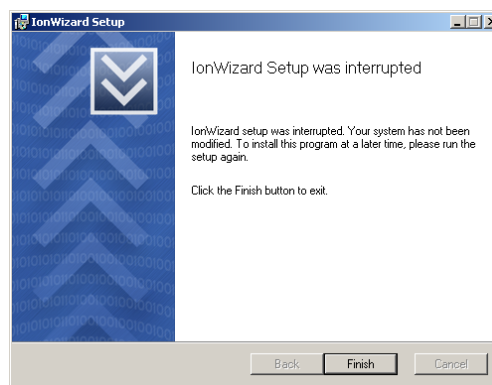 IonWizard Setup
IonWizard Setup was interrupted
IonWizard setup was interrupted. Your system has not been
modified. To install this program at a later time, please run the
setup again.
Click the Finish button to exit.
Back
Finish
Cancel